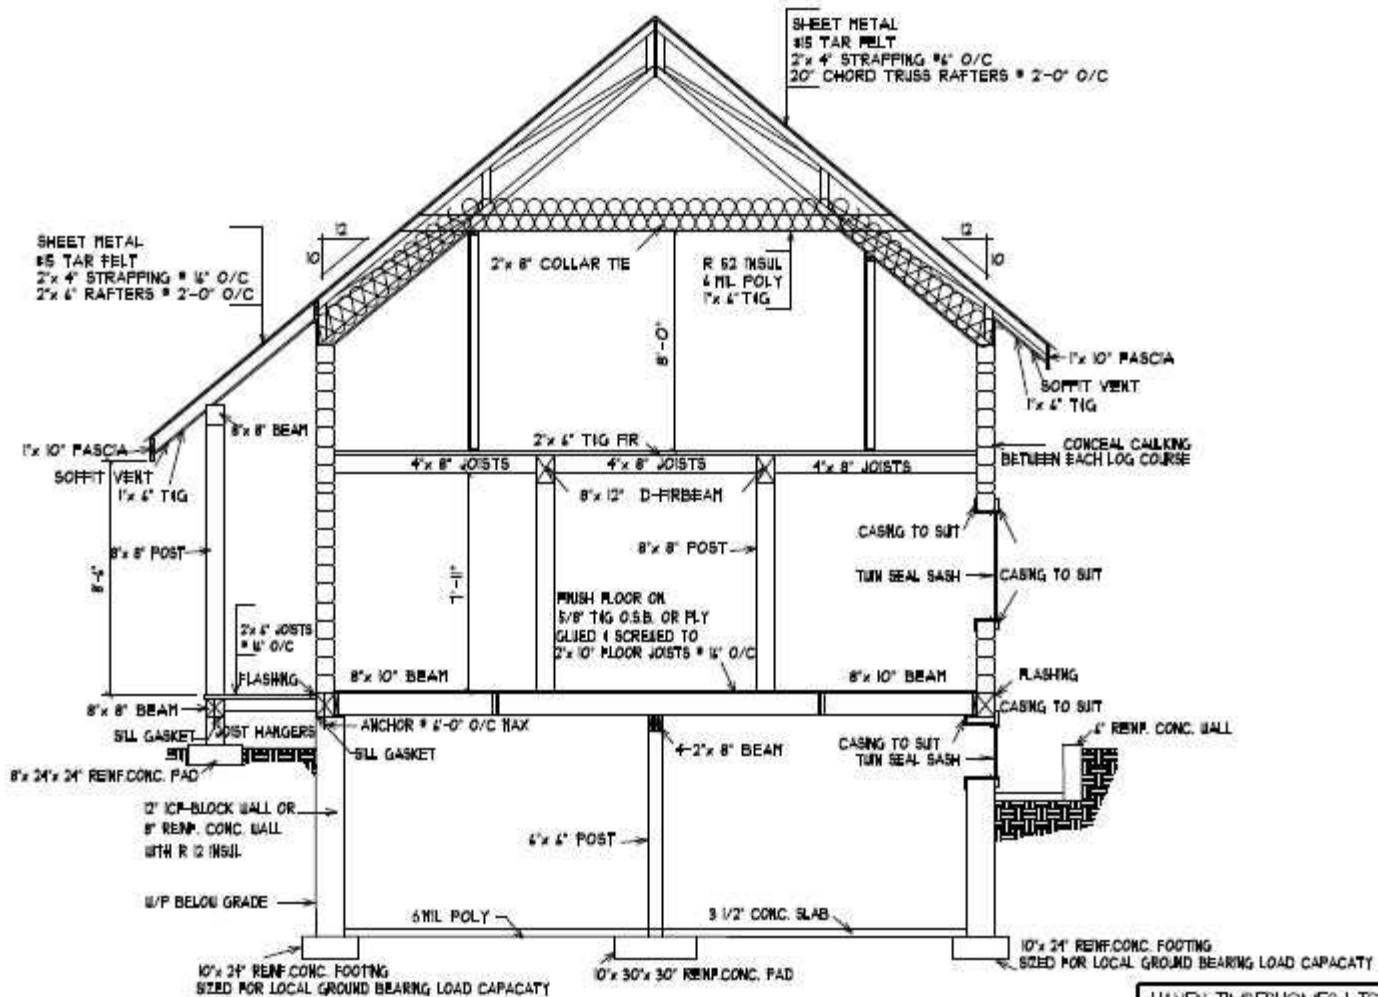 SHEET METAL
#15 TAR FELT
2"x 4" STRAPPING @ 16" O/C
20" CHORD TRUSS RAFTERS @ 2'-0" O/C
12
10
SHEET METAL
#15 TAR FELT
2"x 4" STRAPPING @ 16" O/C
2"x 6" RAFTERS @ 2'-0" O/C
2"x 8" COLLAR TIE
R 52 INSUL
6 MIL POLY
1"x 6" T&G
12
10
8'-0"
1"x 10" FASCIA
SOFFIT VENT
1"x 6" T&G
8"x 8" BEAM
1"x 10" FASCIA
SOFFIT VENT
1"x 6" T&G
2"x 6" T&G FIR
4"x 8" JOISTS
4"x 8" JOISTS
4"x 8" JOISTS
CONCEAL CAULKING
BETWEEN EACH LOG COURSE
8"x 12" D-FIR BEAM
CASING TO SUIT
8"x 8" POST
8"x 8" POST
TWIN SEAL SASH
CASING TO SUIT
8'-6"
7'-11"
FINISH FLOOR ON
5/8" T&G O.S.B. OR PLY
GLUED & SCREWED TO
2"x 10" FLOOR JOISTS @ 16" O/C
2"x 6" JOISTS
@ 16" O/C
FLASHING
8"x 10" BEAM
8"x 10" BEAM
FLASHING
8"x 8" BEAM
CASING TO SUIT
SILL GASKET
JOIST HANGERS
ANCHOR @ 6'-0" O/C MAX
SILL GASKET
4-2"x 8" BEAM
CASING TO SUIT
TWIN SEAL SASH
6" REINF. CONC. WALL
8"x 24"x 24" REINF.CONC. PAD
12" ICF-BLOCK WALL OR
8" REINF. CONC. WALL
WITH R 12 INSUL
6"x 6" POST
W/P BELOW GRADE
6 MIL POLY
3 1/2" CONC. SLAB
10"x 24" REINF.CONC. FOOTING
SIZED FOR LOCAL GROUND BEARING LOAD CAPACATY
10"x 30"x 30" REINF.CONC. PAD
10"x 24" REINF.CONC. FOOTING
SIZED FOR LOCAL GROUND BEARING LOAD CAPACATY